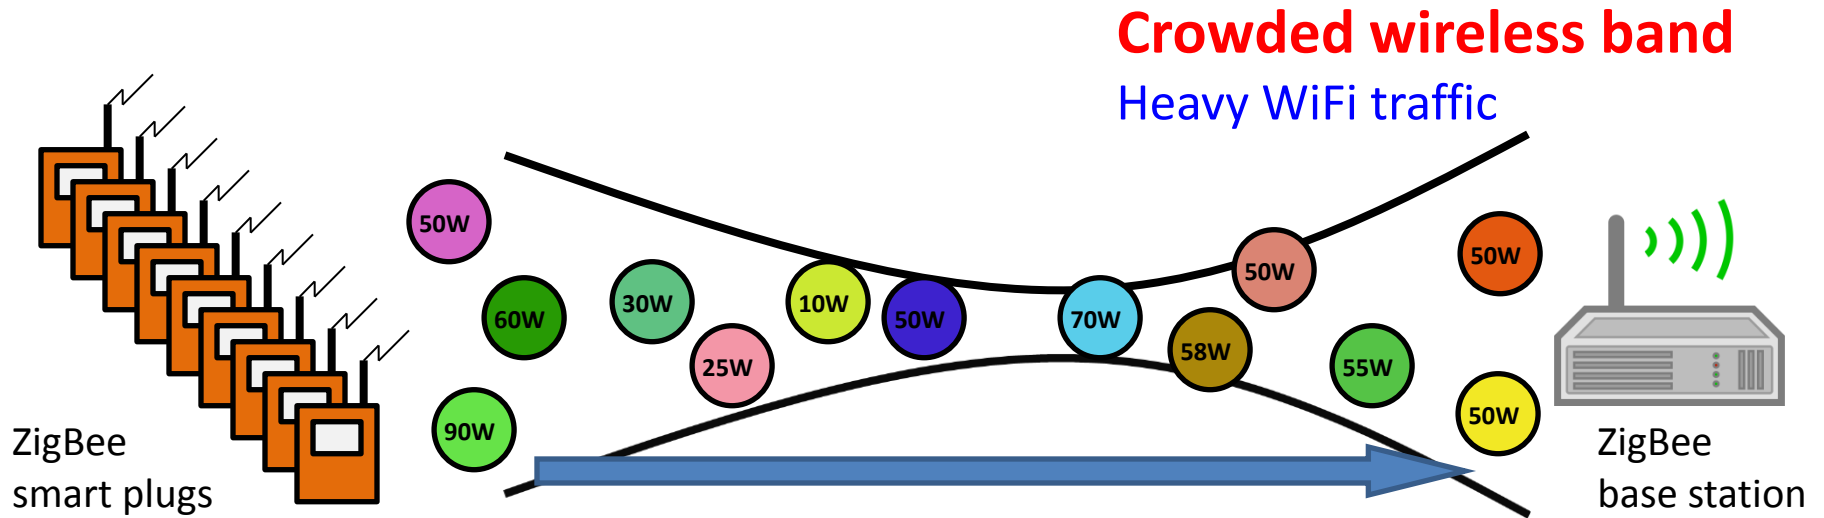 Crowded wireless band
Heavy WiFi traffic
50W
60W
90W
30W
25W
10W
50W
70W
58W
50W
55W
50W
50W
ZigBee
smart plugs
ZigBee
base station